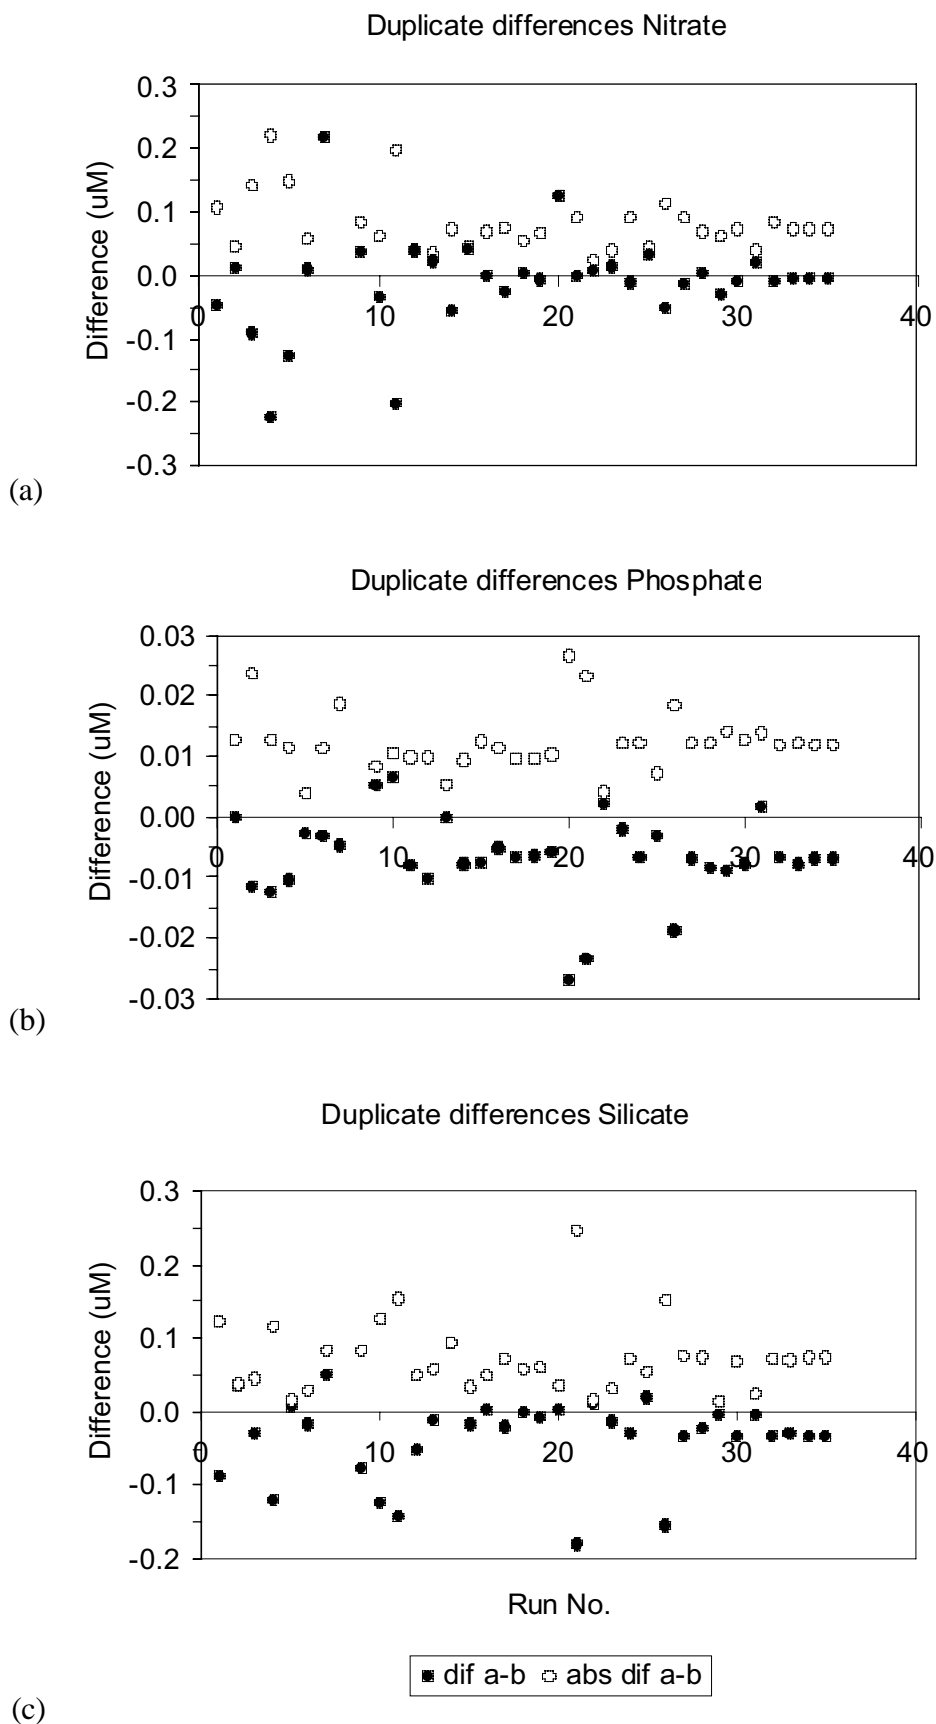 Duplicate differences Nitrate
0.3
0.2
0.1
0.0
-0.1
-0.2
-0.3
Difference (uM)
0 10 20 30 40
(a)
Duplicate differences Phosphate
0.03
0.02
0.01
0.00
-0.01
-0.02
-0.03
Difference (uM)
0 10 20 30 40
(b)
Duplicate differences Silicate
0.3
0.2
0.1
0.0
-0.1
-0.2
Difference (uM)
0 10 20 30 40
Run No.
dif a-b abs dif a-b
(c)